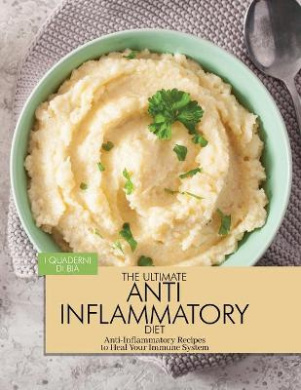 I QUADERNI
DI BIA
THE ULTIMATE
ANTI
INFLAMMATORY
DIET
Anti-Inflammatory Recipes
to Heal Your Immune System